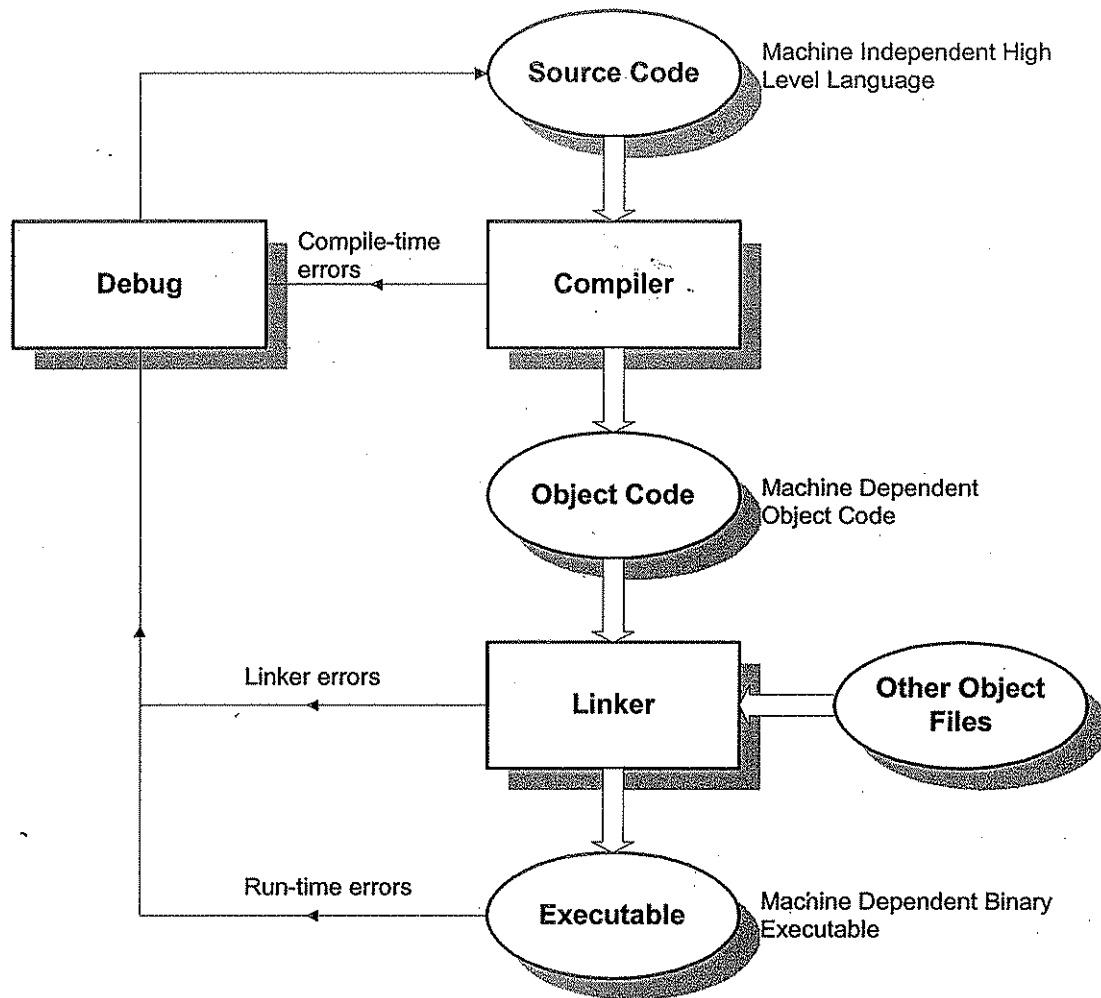 Source Code
Machine Independent High
Level Language
Debug
Compile-time
errors
Compiler
Object Code
Machine Dependent
Object Code
Linker errors
Linker
Other Object
Files
Run-time errors
Executable
Machine Dependent Binary
Executable